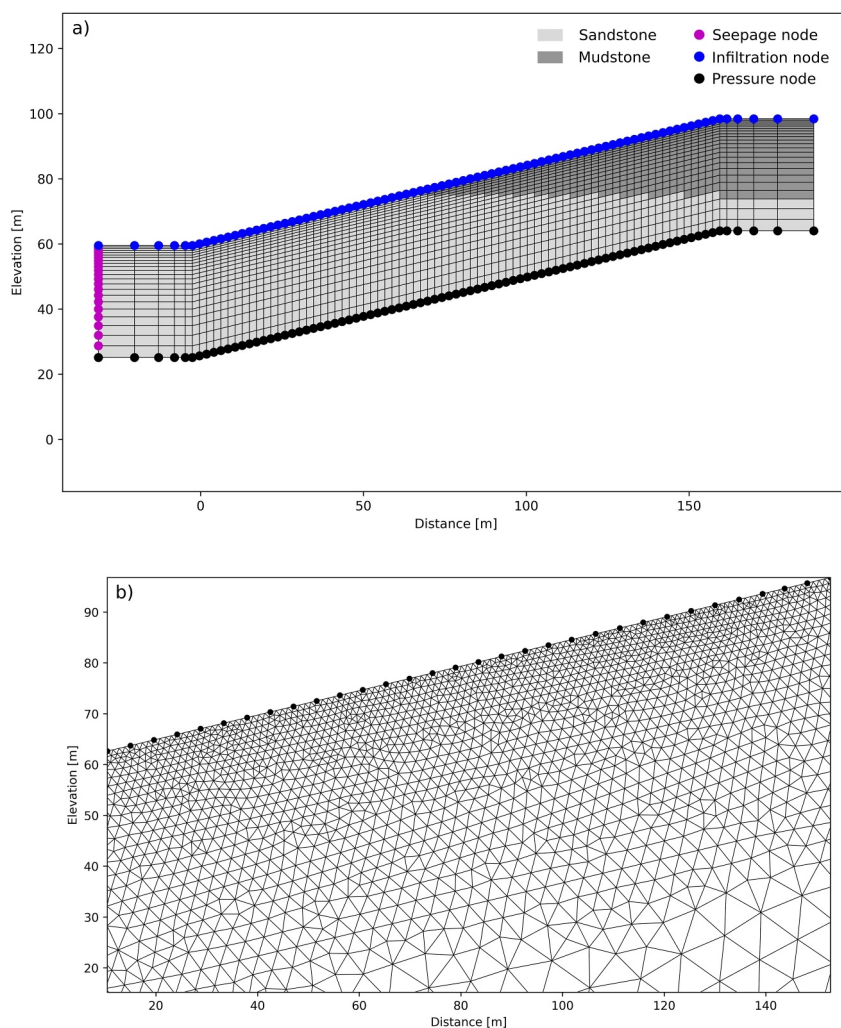 a)
Sandstone
Mudstone
Seepage node
Infiltration node
Pressure node
120
100
80
60
40
20
0
Elevation [m]
0 50 100 150
Distance [m]
b)
90
80
70
60
50
40
30
20
Elevation [m]
20 40 60 80 100 120 140
Distance [m]